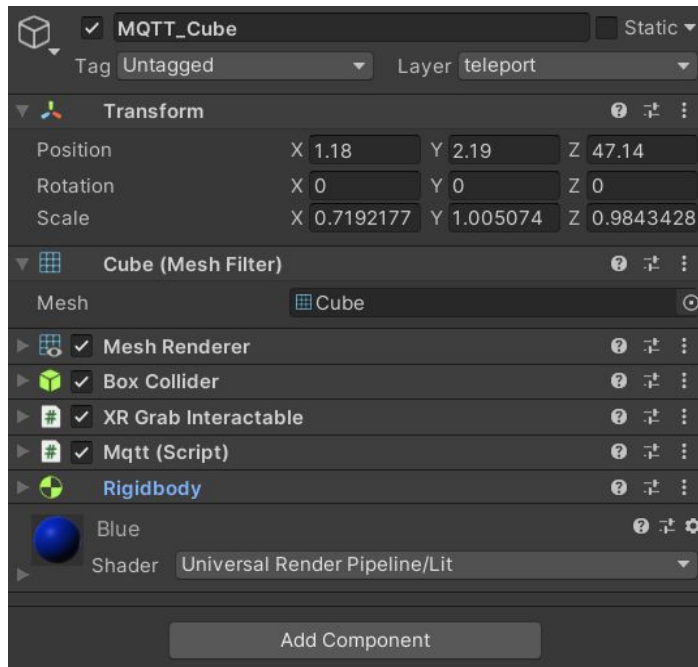 MQTT_Cube Static
Tag Untagged Layer teleport
Transform
Position X 1.18 Y 2.19 Z 47.14
Rotation X 0 Y 0 Z 0
Scale X 0.7192177 Y 1.005074 Z 0.9843428
Cube (Mesh Filter)
Mesh Cube
Mesh Renderer
Box Collider
# XR Grab Interactable
# Mqtt (Script)
Rigidbody
Blue
Shader Universal Render Pipeline/Lit
Add Component